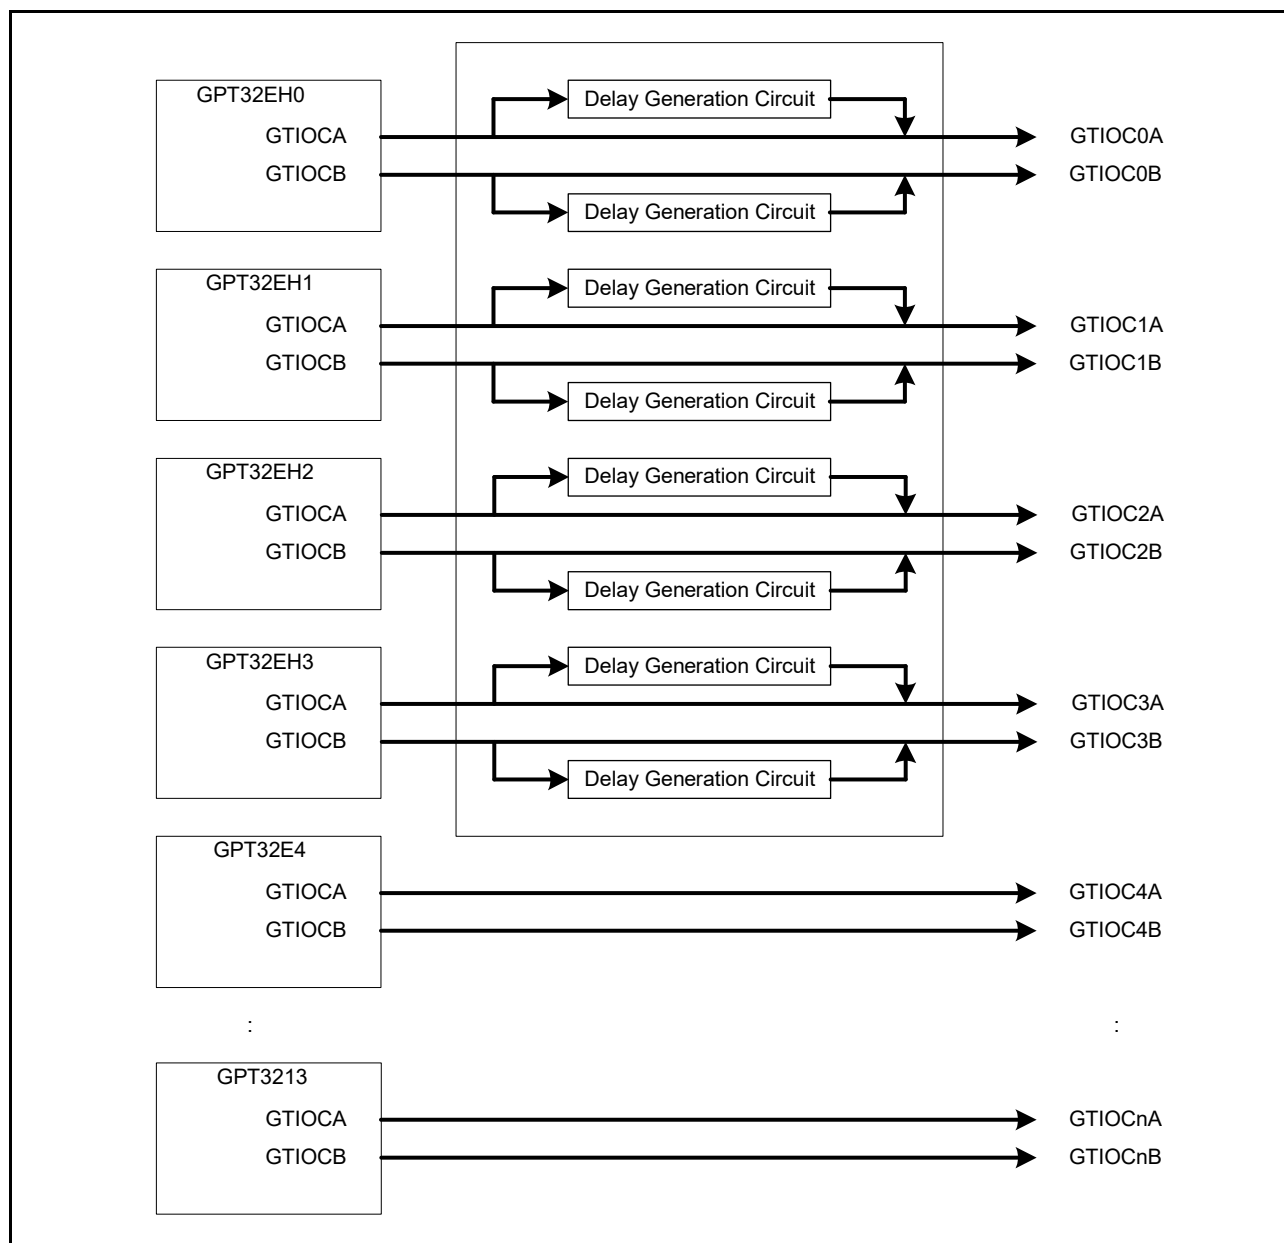 GPT32EH0
Delay Generation Circuit
GTIOCA
GTIOC0A
GTIOCB
GTIOC0B
Delay Generation Circuit
GPT32EH1
Delay Generation Circuit
GTIOCA
GTIOC1A
GTIOCB
GTIOC1B
Delay Generation Circuit
GPT32EH2
Delay Generation Circuit
GTIOCA
GTIOC2A
GTIOCB
GTIOC2B
Delay Generation Circuit
GPT32EH3
Delay Generation Circuit
GTIOCA
GTIOC3A
GTIOCB
GTIOC3B
Delay Generation Circuit
GPT32E4
GTIOCA
GTIOC4A
GTIOCB
GTIOC4B
:
:
GPT3213
GTIOCA
GTIOCnA
GTIOCB
GTIOCnB